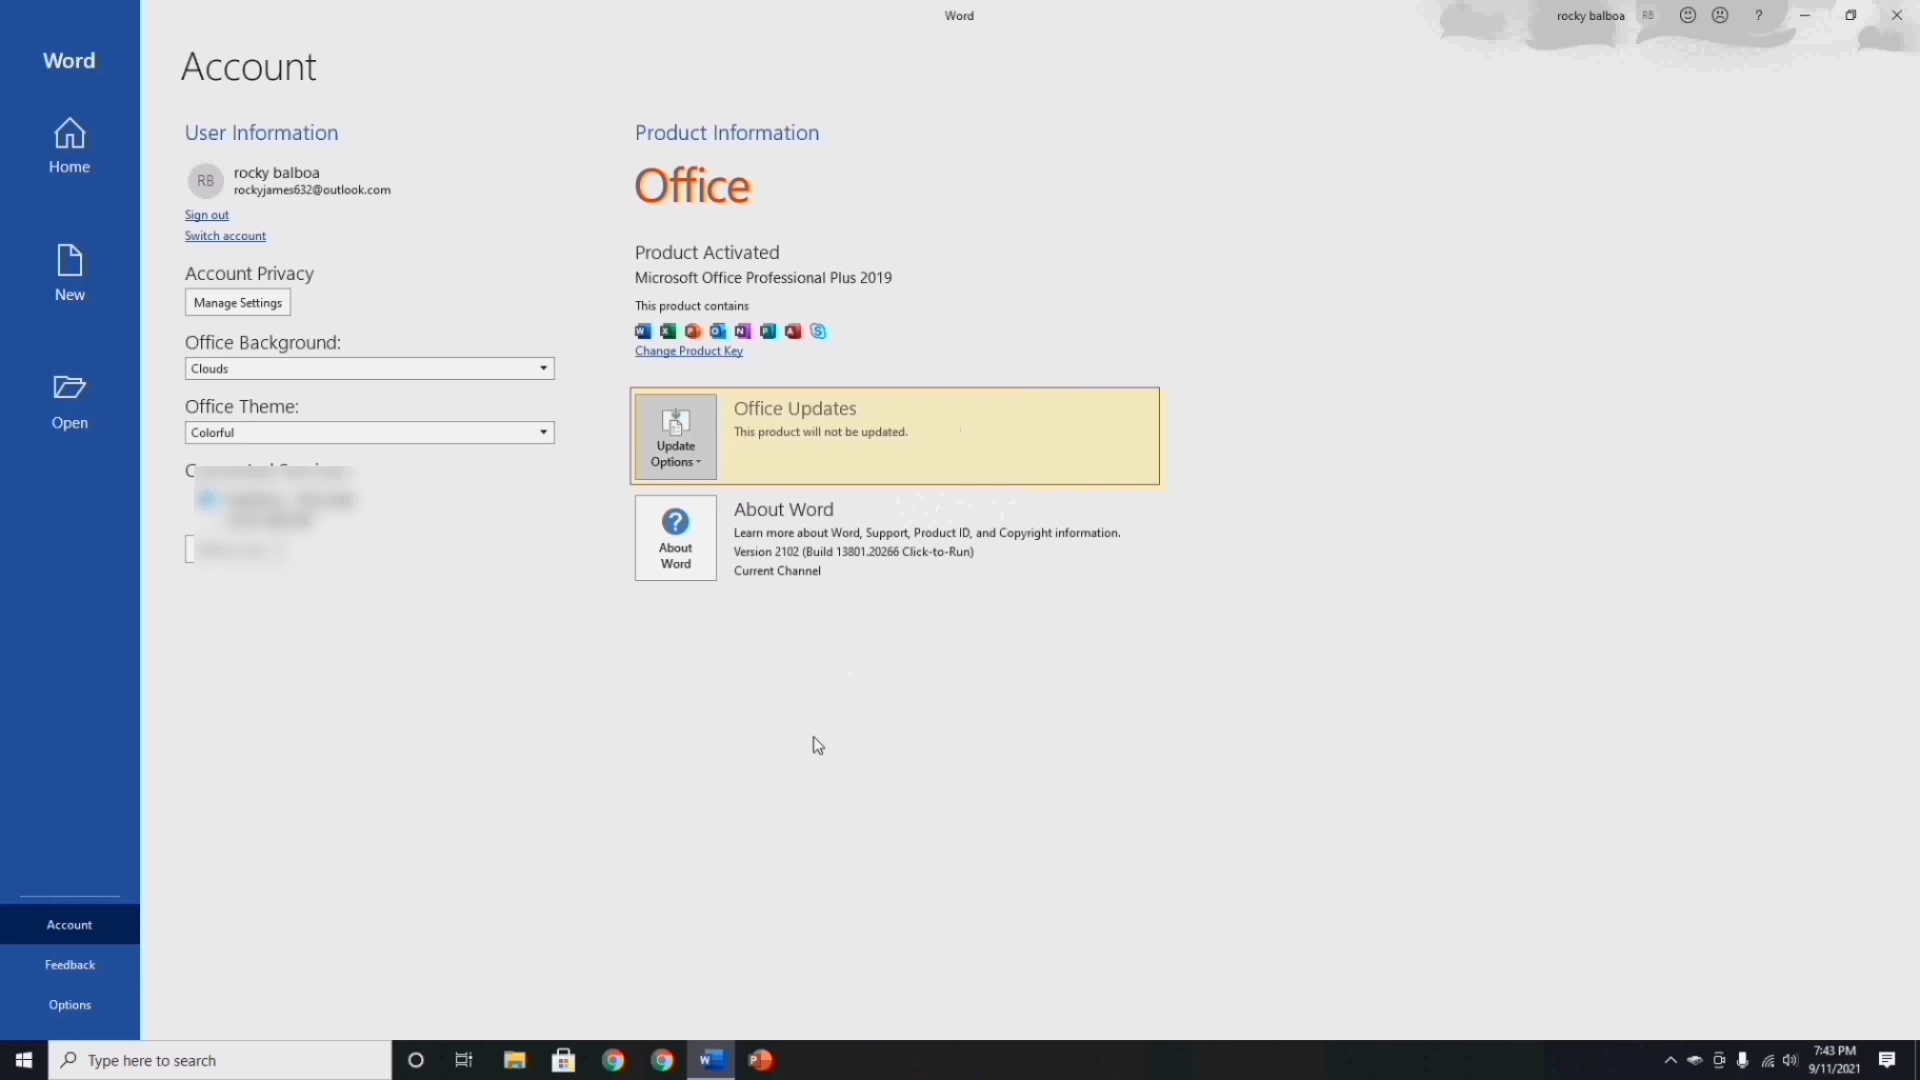 Word
rocky balboa RB ?
Word
Home
New
Open
Account
Feedback
Options
Account
User Information
RB
rocky balboa
rockyjames632@outlook.com
Sign out
Switch account
Account Privacy
Manage Settings
Office Background:
Clouds
Office Theme:
Colorful
Product Information
Office
Product Activated
Microsoft Office Professional Plus 2019
This product contains
Change Product Key
Update
Options
Office Updates
This product will not be updated.
About
Word
About Word
Learn more about Word, Support, Product ID, and Copyright information.
Version 2102 (Build 13801.20266 Click-to-Run)
Current Channel
Type here to search
7:43 PM
9/11/2021